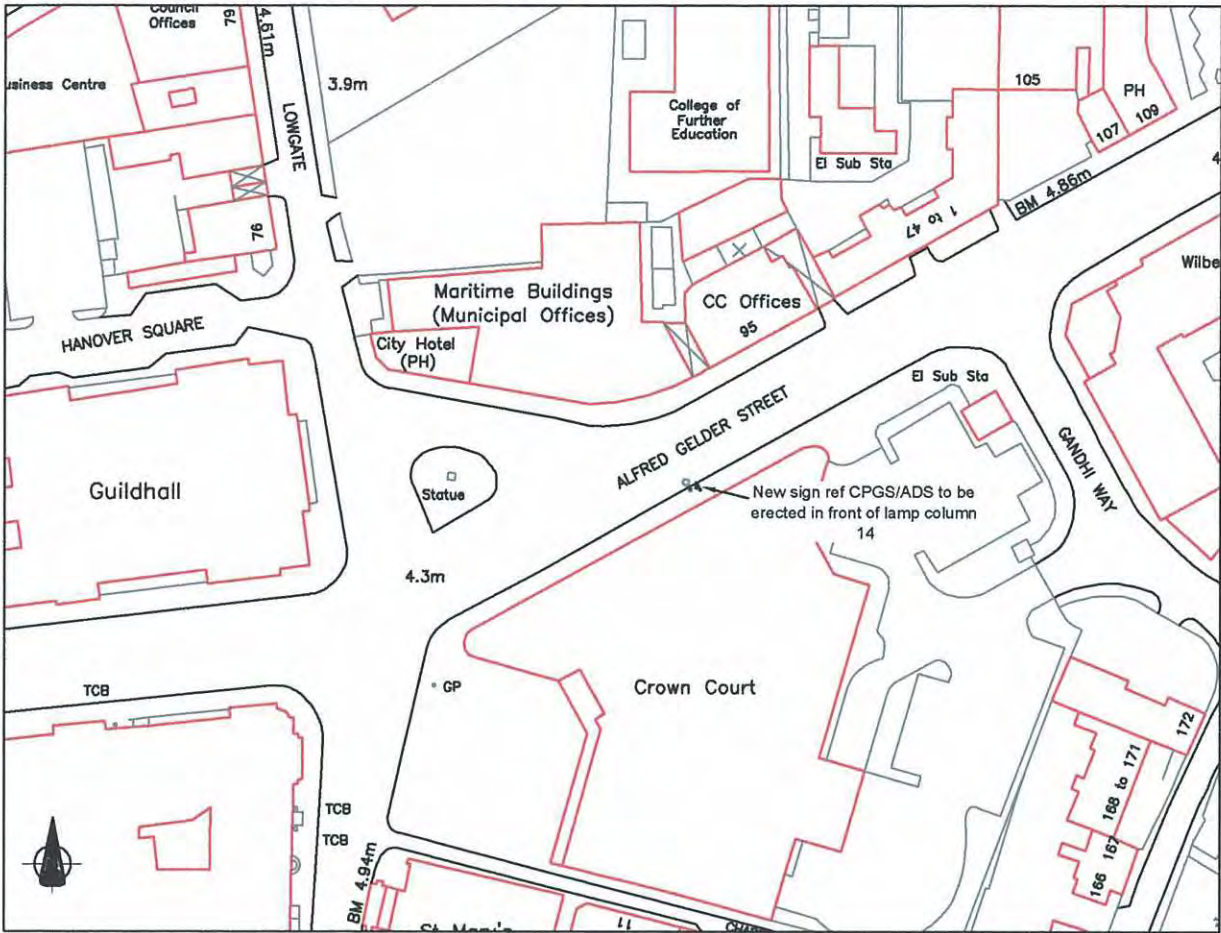 Council
Offices
79
4.61m
3.9m
usiness Centre
LOWGATE
76
HANOVER SQUARE
College of
Further
Education
El Sub Sta
105
PH
107
109
BM 4.86m
1 to 47
Maritime Buildings
(Municipal Offices)
City Hotel
(PH)
CC Offices
95
Wilbe
El Sub Sta
ALFRED GELDER STREET
GANDHI WAY
Guildhall
Statue
New sign ref CPGS/ADS to be
erected in front of lamp column
14
4.3m
GP
Crown Court
TCB
TCB
TCB
172
168 to 171
167
166
BM 4.94m
St Mary's
11